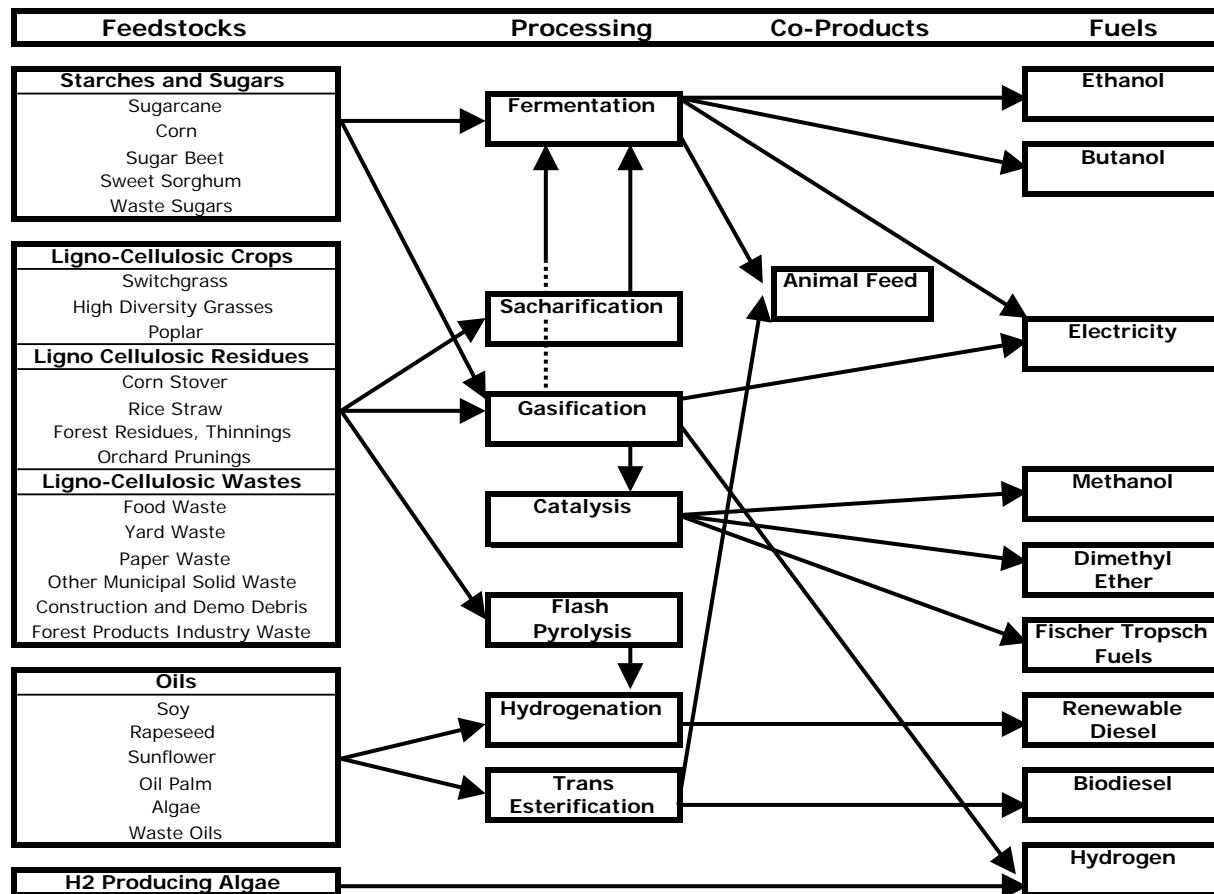 Feedstocks
Processing
Co-Products
Fuels
Starches and Sugars
Sugarcane
Corn
Sugar Beet
Sweet Sorghum
Waste Sugars
Ligno-Cellulosic Crops
Switchgrass
High Diversity Grasses
Poplar
Ligno Cellulosic Residues
Corn Stover
Rice Straw
Forest Residues, Thinnings
Orchard Prunings
Ligno-Cellulosic Wastes
Food Waste
Yard Waste
Paper Waste
Other Municipal Solid Waste
Construction and Demo Debris
Forest Products Industry Waste
Oils
Soy
Rapeseed
Sunflower
Oil Palm
Algae
Waste Oils
H2 Producing Algae
Fermentation
Sacharification
Gasification
Catalysis
Flash
Pyrolysis
Hydrogenation
Trans
Esterification
Animal Feed
Ethanol
Butanol
Electricity
Methanol
Dimethyl
Ether
Fischer Tropsch
Fuels
Renewable
Diesel
Biodiesel
Hydrogen